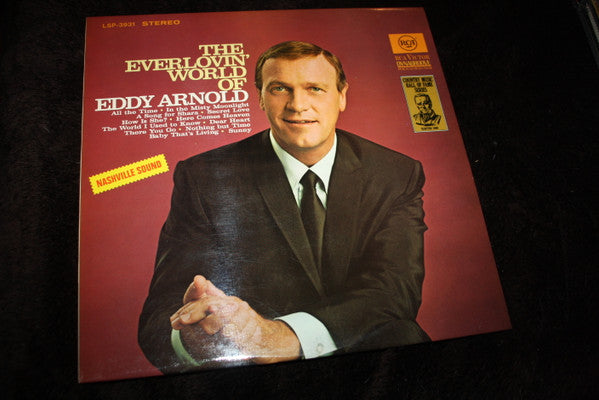 LSP-3931 STEREO
THE
EVERLOVIN'
WORLD
OF
EDDY ARNOLD
All the Time • In the Misty Moonlight
A Song for Shara • Secret Love
How Is She? • Here Comes Heaven
The World I Used to Know • Dear Heart
There You Go • Nothing but Time
Baby That's Living • Sunny
NASHVILLE SOUND
RCA
RCA VICTOR
DYNAGROOVE
COUNTRY MUSIC
HALL OF FAME
SERIES